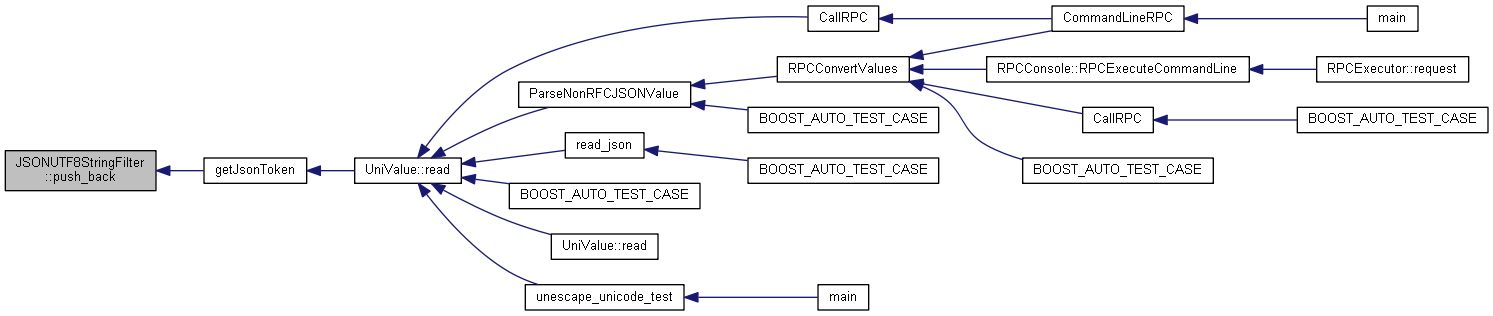 CallRPC
CommandLineRPC
main
RPCConvertValues
RPCConsole::RPCExecuteCommandLine
RPCExecutor::request
ParseNonRFCJSONValue
BOOST_AUTO_TEST_CASE
CallRPC
BOOST_AUTO_TEST_CASE
read_json
JSONUTF8StringFilter
::push_back
getJsonToken
UniValue::read
BOOST_AUTO_TEST_CASE
BOOST_AUTO_TEST_CASE
BOOST_AUTO_TEST_CASE
UniValue::read
unescape_unicode_test
main